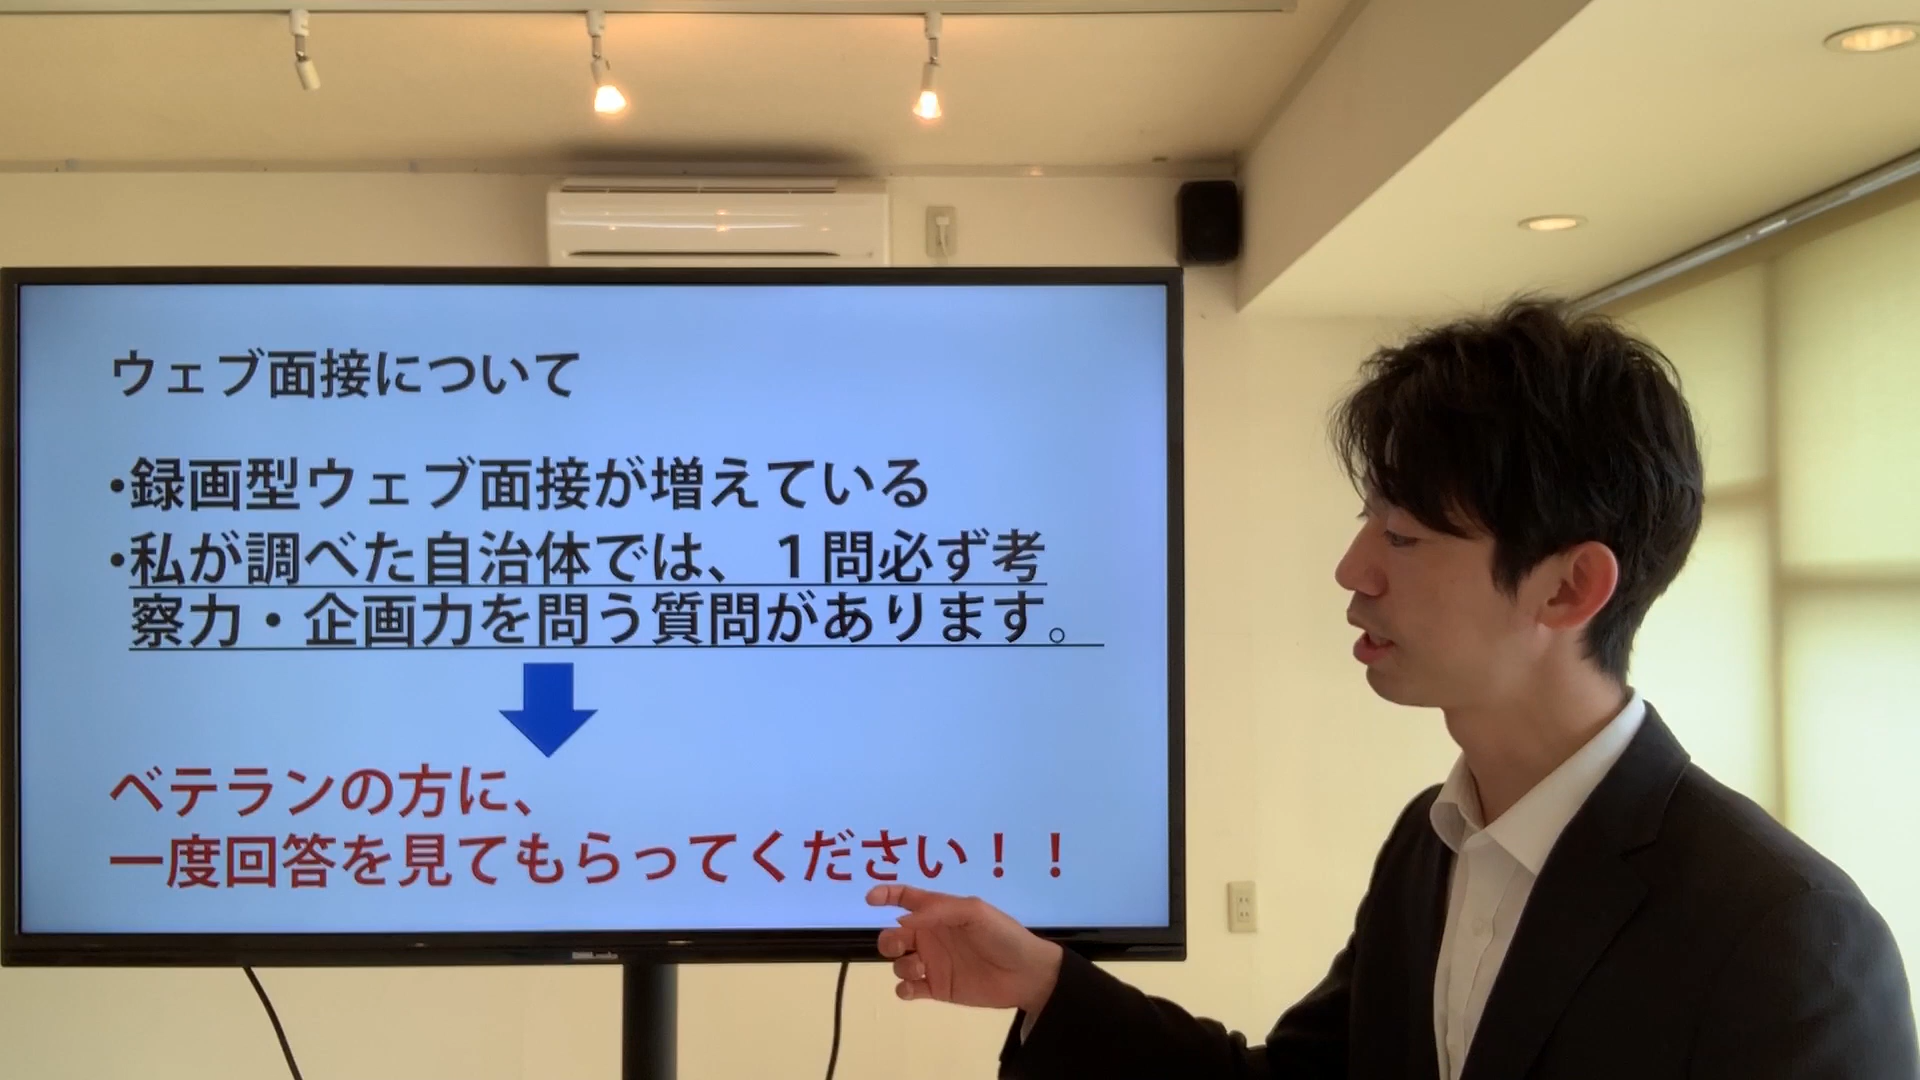 ウェブ面接について
•録画型ウェブ面接が増えている
•私が調べた自治体では、１問必ず考
察力・企画力を問う質問があります。
ベテランの方に、
一度回答を見てもらってください！！